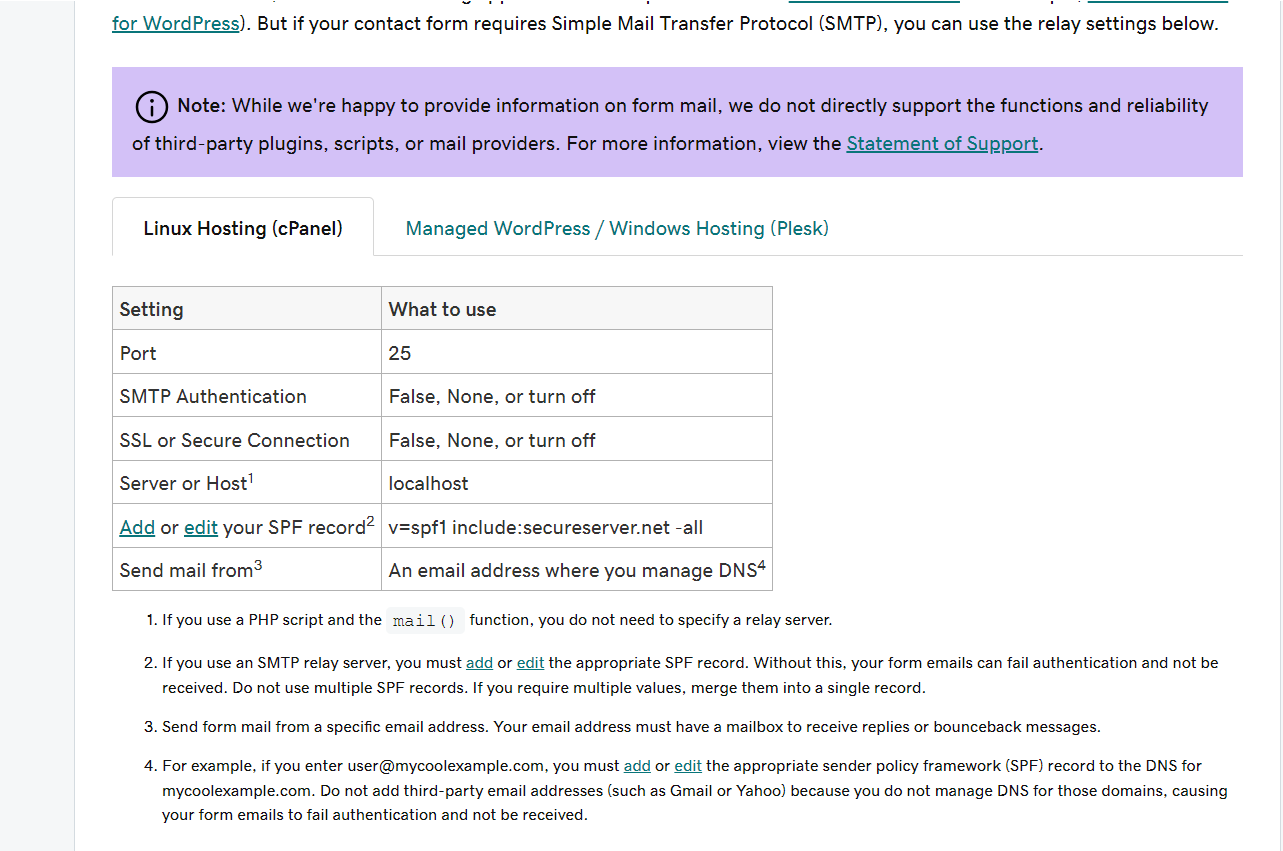 for WordPress). But if your contact form requires Simple Mail Transfer Protocol (SMTP), you can use the relay settings below.
Note: While we're happy to provide information on form mail, we do not directly support the functions and reliability
of third-party plugins, scripts, or mail providers. For more information, view the Statement of Support.
Linux Hosting (cPanel) Managed WordPress / Windows Hosting (Plesk)
Setting What to use
Port 25
SMTP Authentication False, None, or turn off
SSL or Secure Connection False, None, or turn off
Server or Host¹ localhost
Add or edit your SPF record² v=spf1 include:secureserver.net -all
Send mail from³ An email address where you manage DNS⁴
1. If you use a PHP script and the mail() function, you do not need to specify a relay server.
2. If you use an SMTP relay server, you must add or edit the appropriate SPF record. Without this, your form emails can fail authentication and not be
received. Do not use multiple SPF records. If you require multiple values, merge them into a single record.
3. Send form mail from a specific email address. Your email address must have a mailbox to receive replies or bounceback messages.
4. For example, if you enter user@mycoolexample.com, you must add or edit the appropriate sender policy framework (SPF) record to the DNS for
mycoolexample.com. Do not add third-party email addresses (such as Gmail or Yahoo) because you do not manage DNS for those domains, causing
your form emails to fail authentication and not be received.